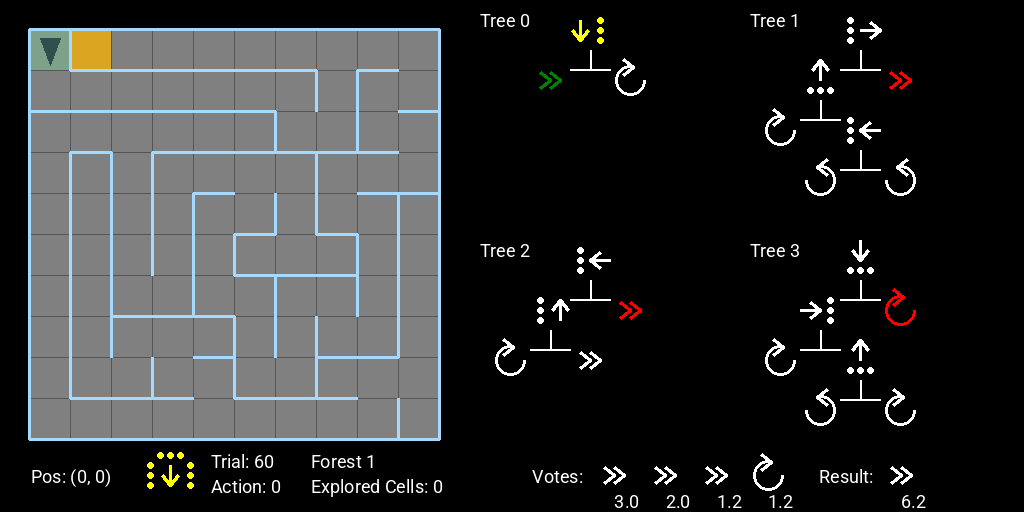 Tree 0
Tree 1
Tree 2
Tree 3
Pos: (0, 0)
Trial: 60
Forest 1
Action: 0
Explored Cells: 0
Votes:
Result:
3.0
2.0
1.2
1.2
6.2